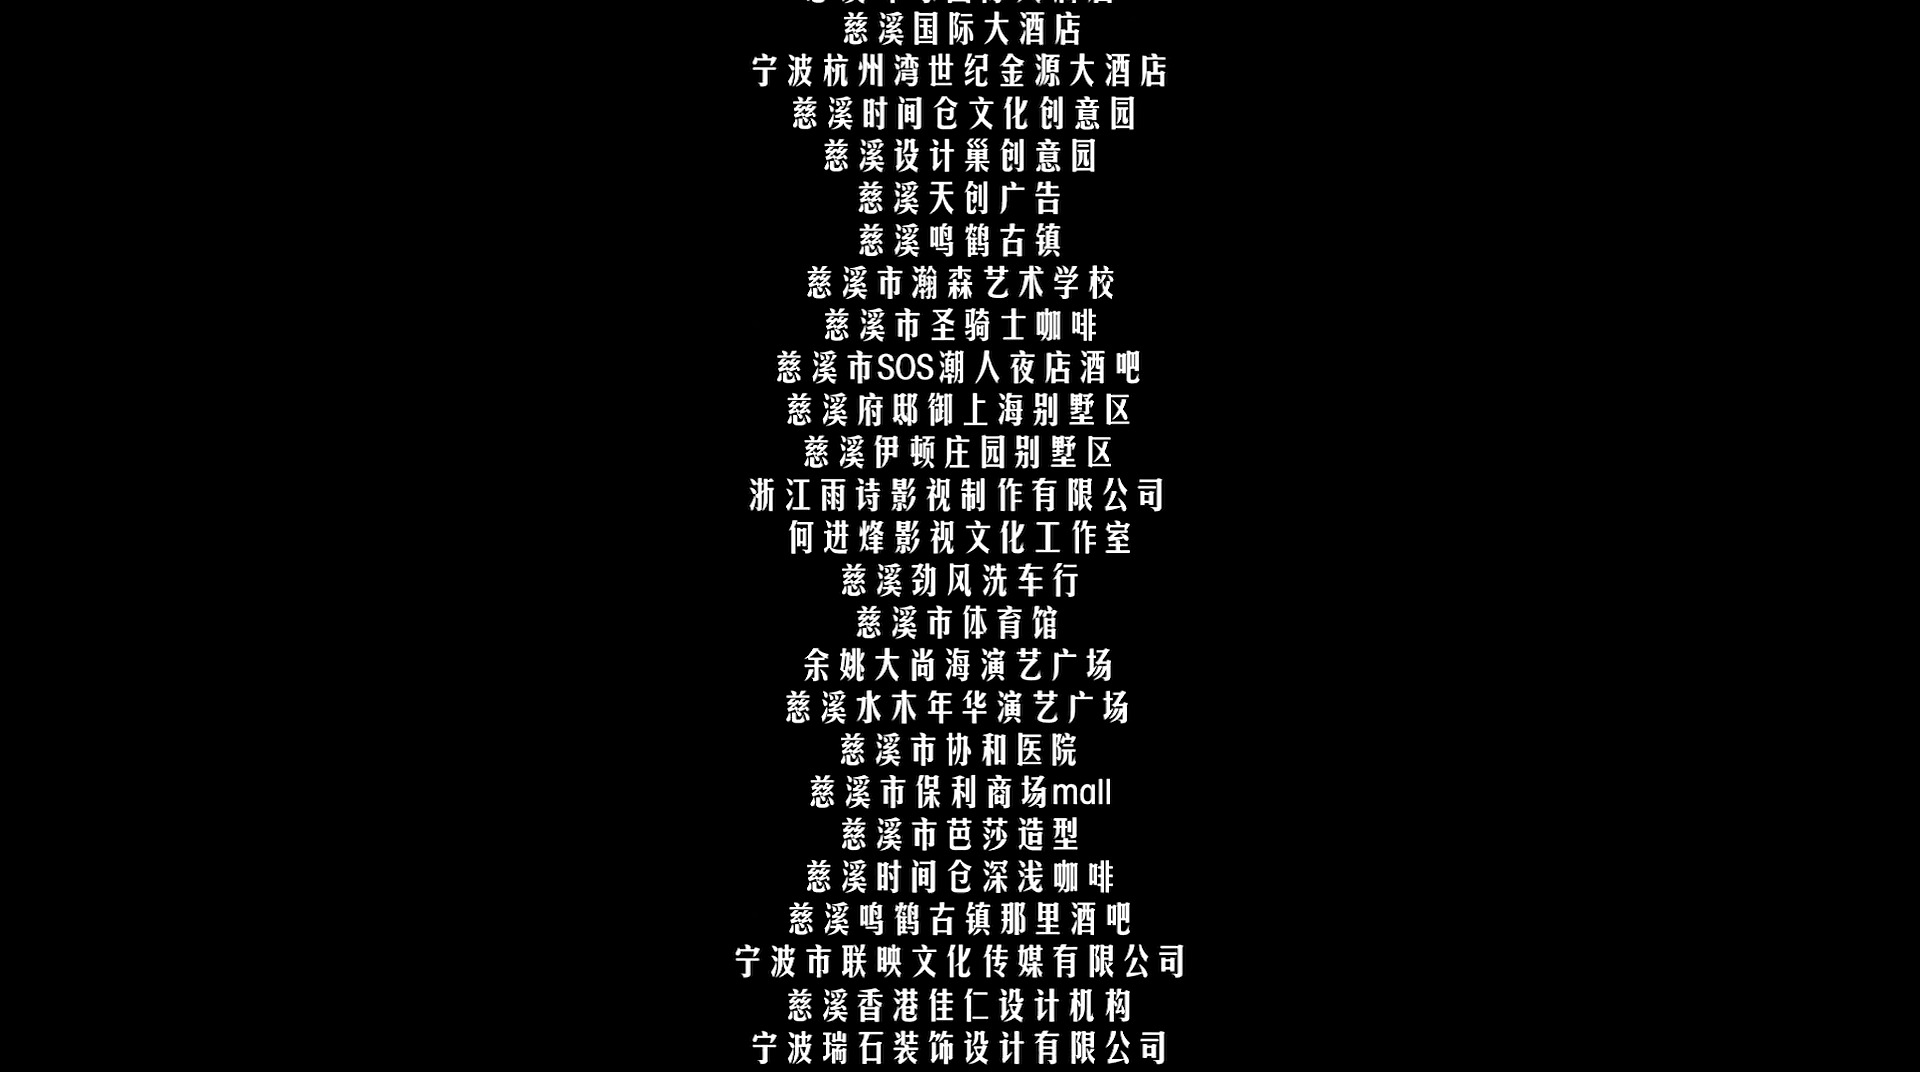 慈溪国际大酒店
宁波杭州湾世纪金源大酒店
慈溪时间仓文化创意园
慈溪设计巢创意园
慈溪天创广告
慈溪鸣鹤古镇
慈溪市瀚森艺术学校
慈溪市圣骑士咖啡
慈溪市SOS潮人夜店酒吧
慈溪府邸御上海别墅区
慈溪伊顿庄园别墅区
浙江雨诗影视制作有限公司
何进烽影视文化工作室
慈溪劲风洗车行
慈溪市体育馆
余姚大尚海演艺广场
慈溪水木年华演艺广场
慈溪市协和医院
慈溪市保利商场mall
慈溪市芭莎造型
慈溪时间仓深浅咖啡
慈溪鸣鹤古镇那里酒吧
宁波市联映文化传媒有限公司
慈溪香港佳仁设计机构
宁波瑞石装饰设计有限公司